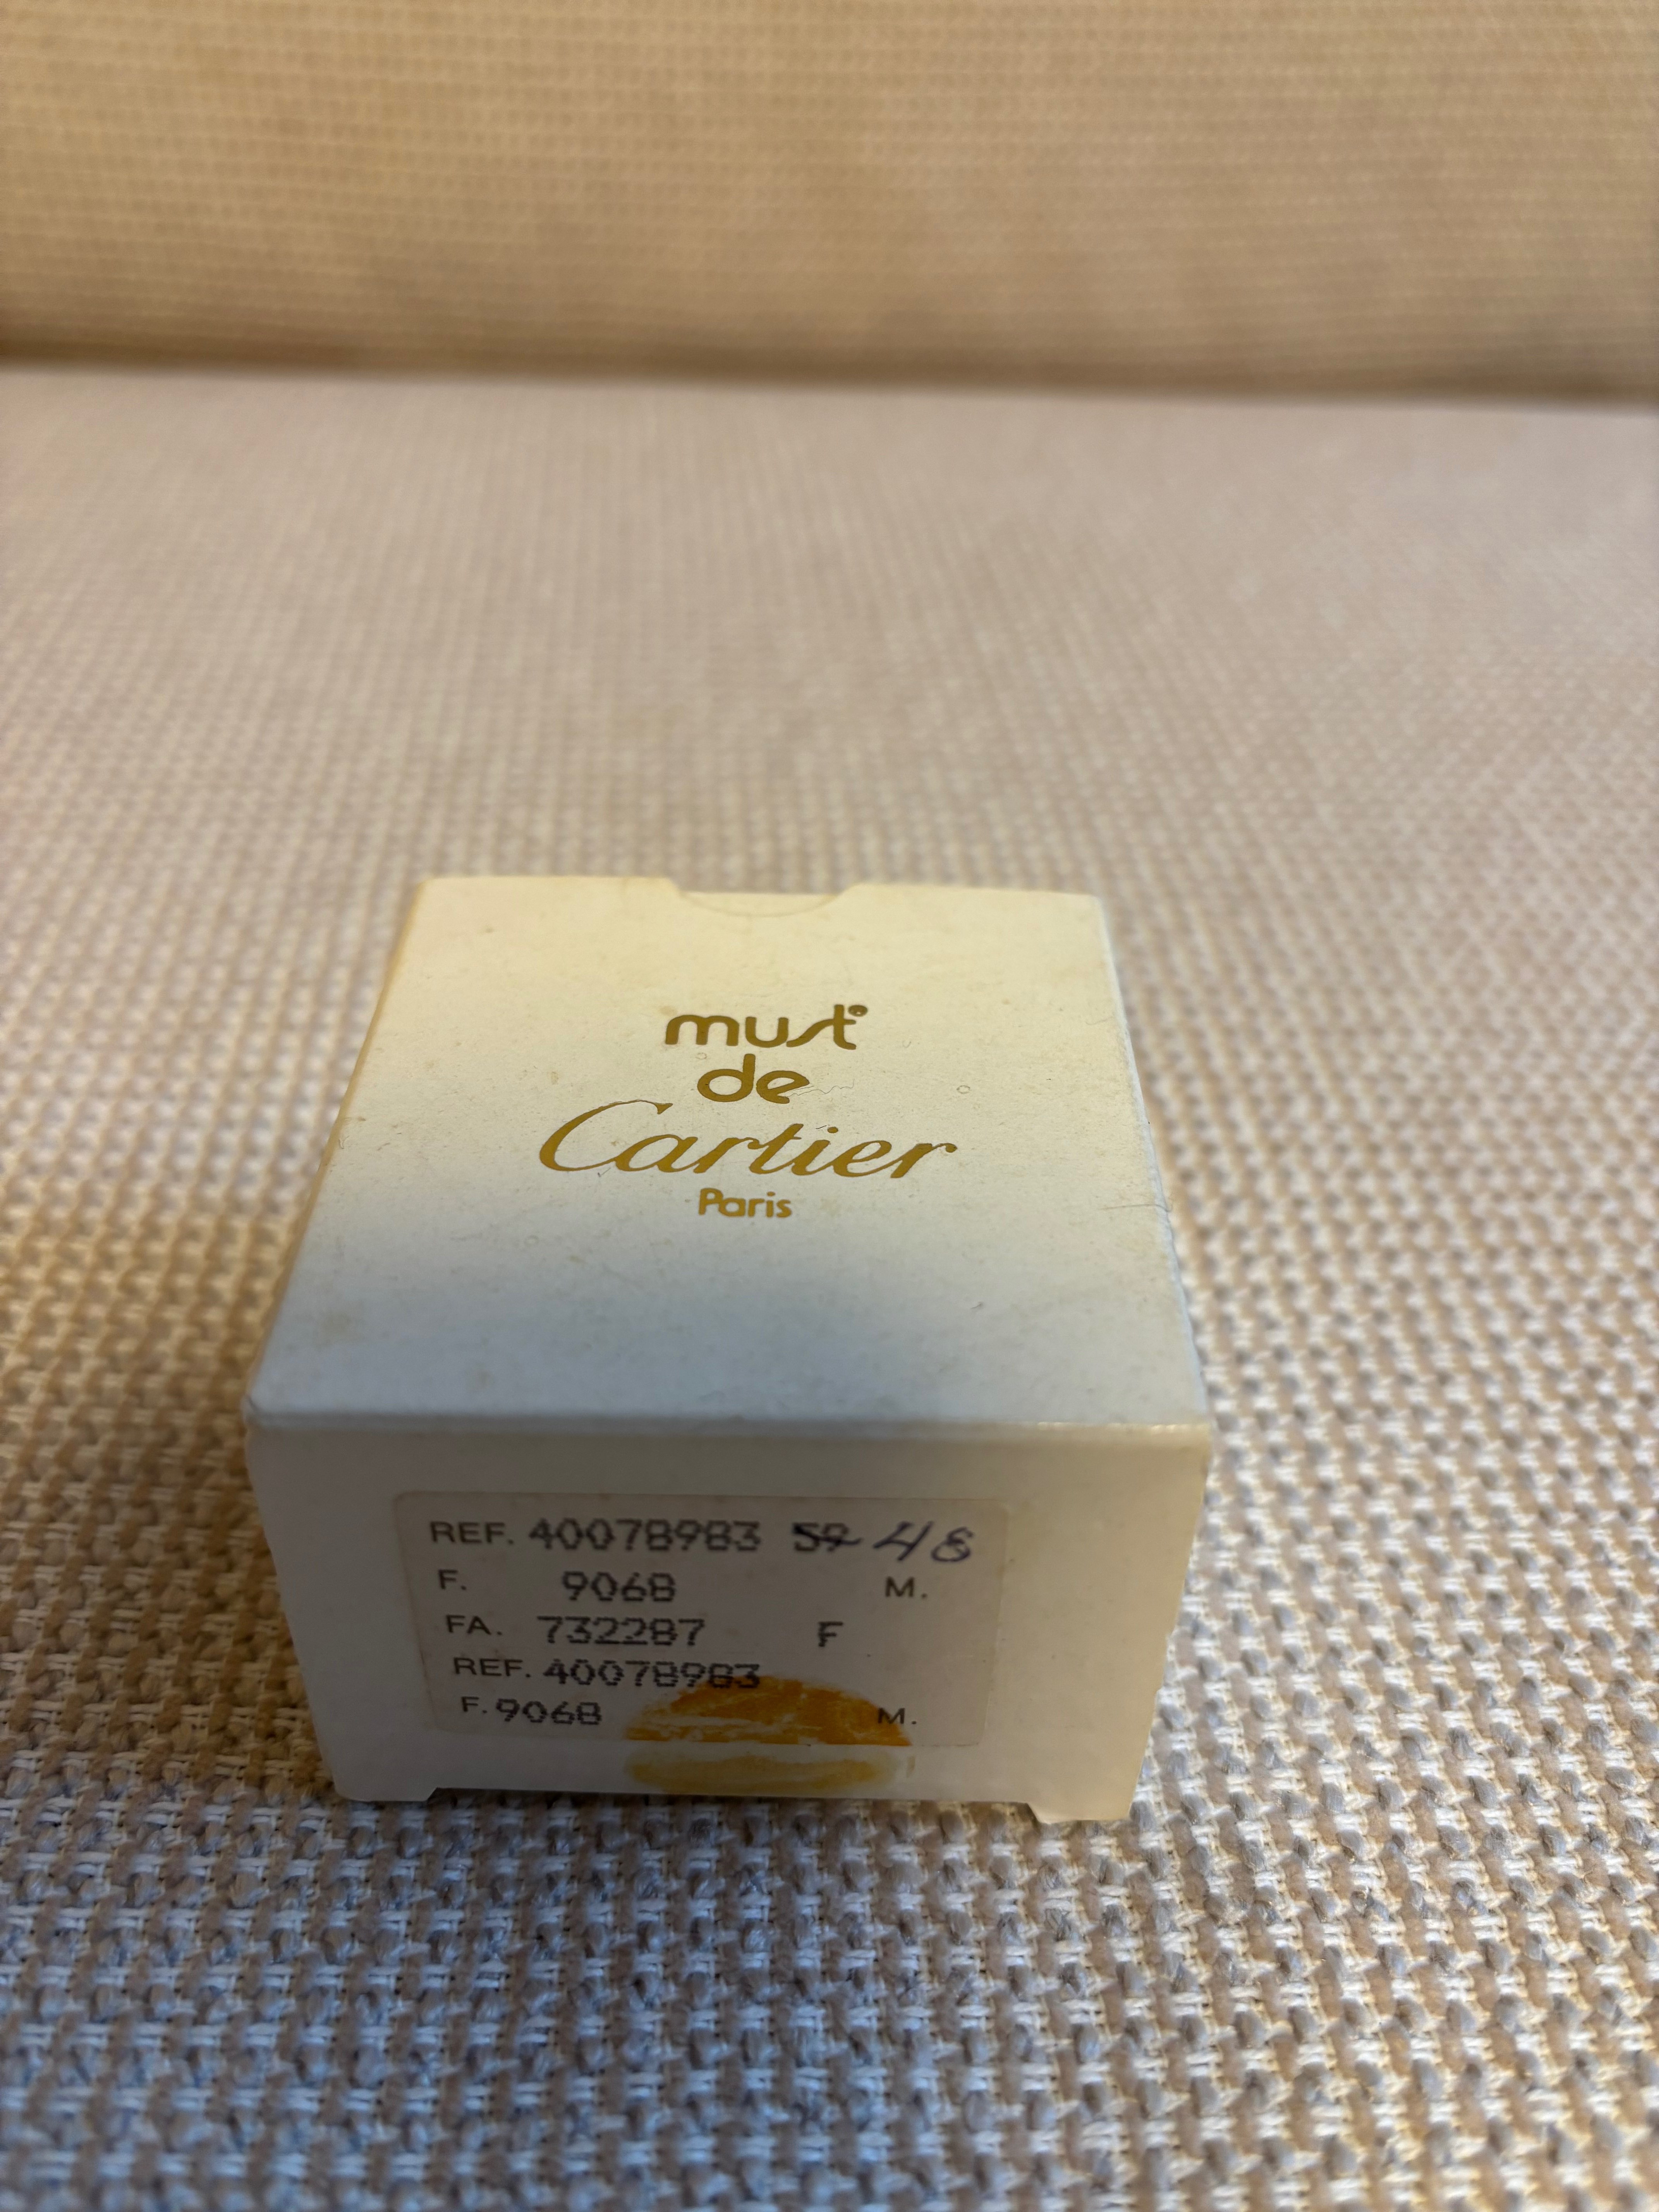 must
de
Cartier
Paris
REF. 40078983 59 48
F. 9068 M.
FA. 732287 F
REF. 40078983
F. 9068 M.